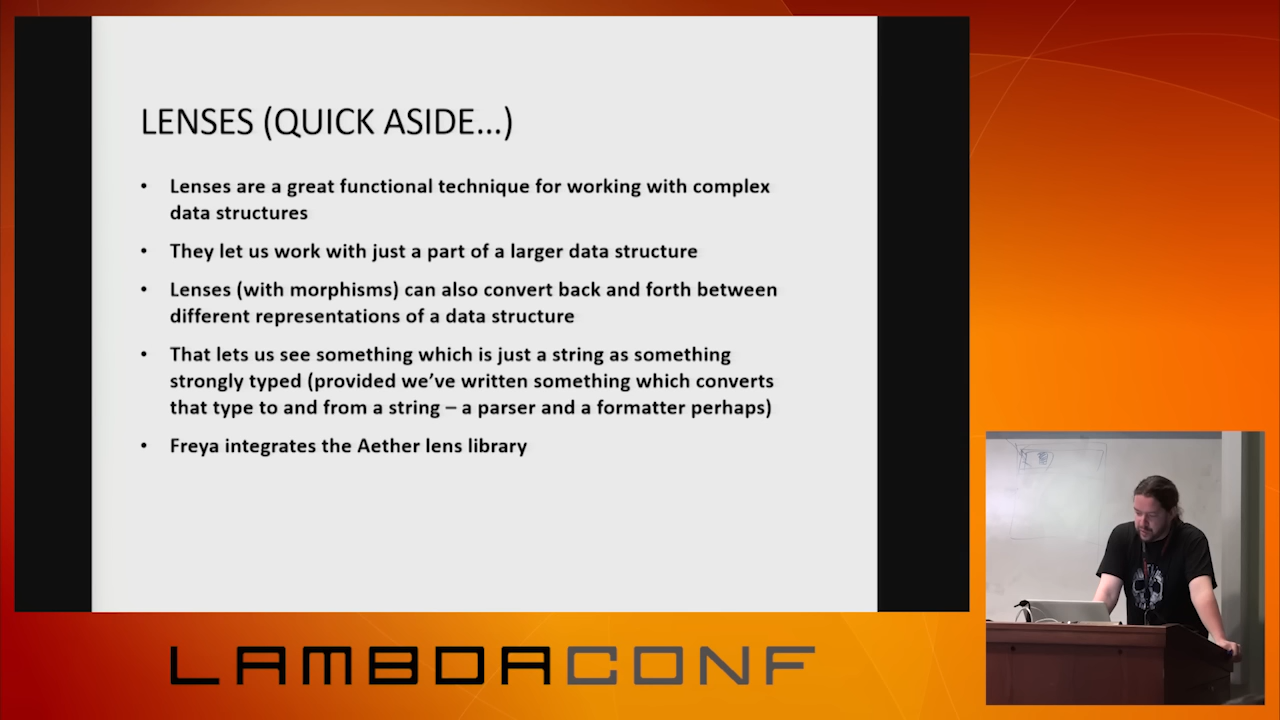 LENSES (QUICK ASIDE...)
• Lenses are a great functional technique for working with complex
data structures
• They let us work with just a part of a larger data structure
• Lenses (with morphisms) can also convert back and forth between
different representations of a data structure
• That lets us see something which is just a string as something
strongly typed (provided we’ve written something which converts
that type to and from a string – a parser and a formatter perhaps)
• Freya integrates the Aether lens library
LAMBDACONF